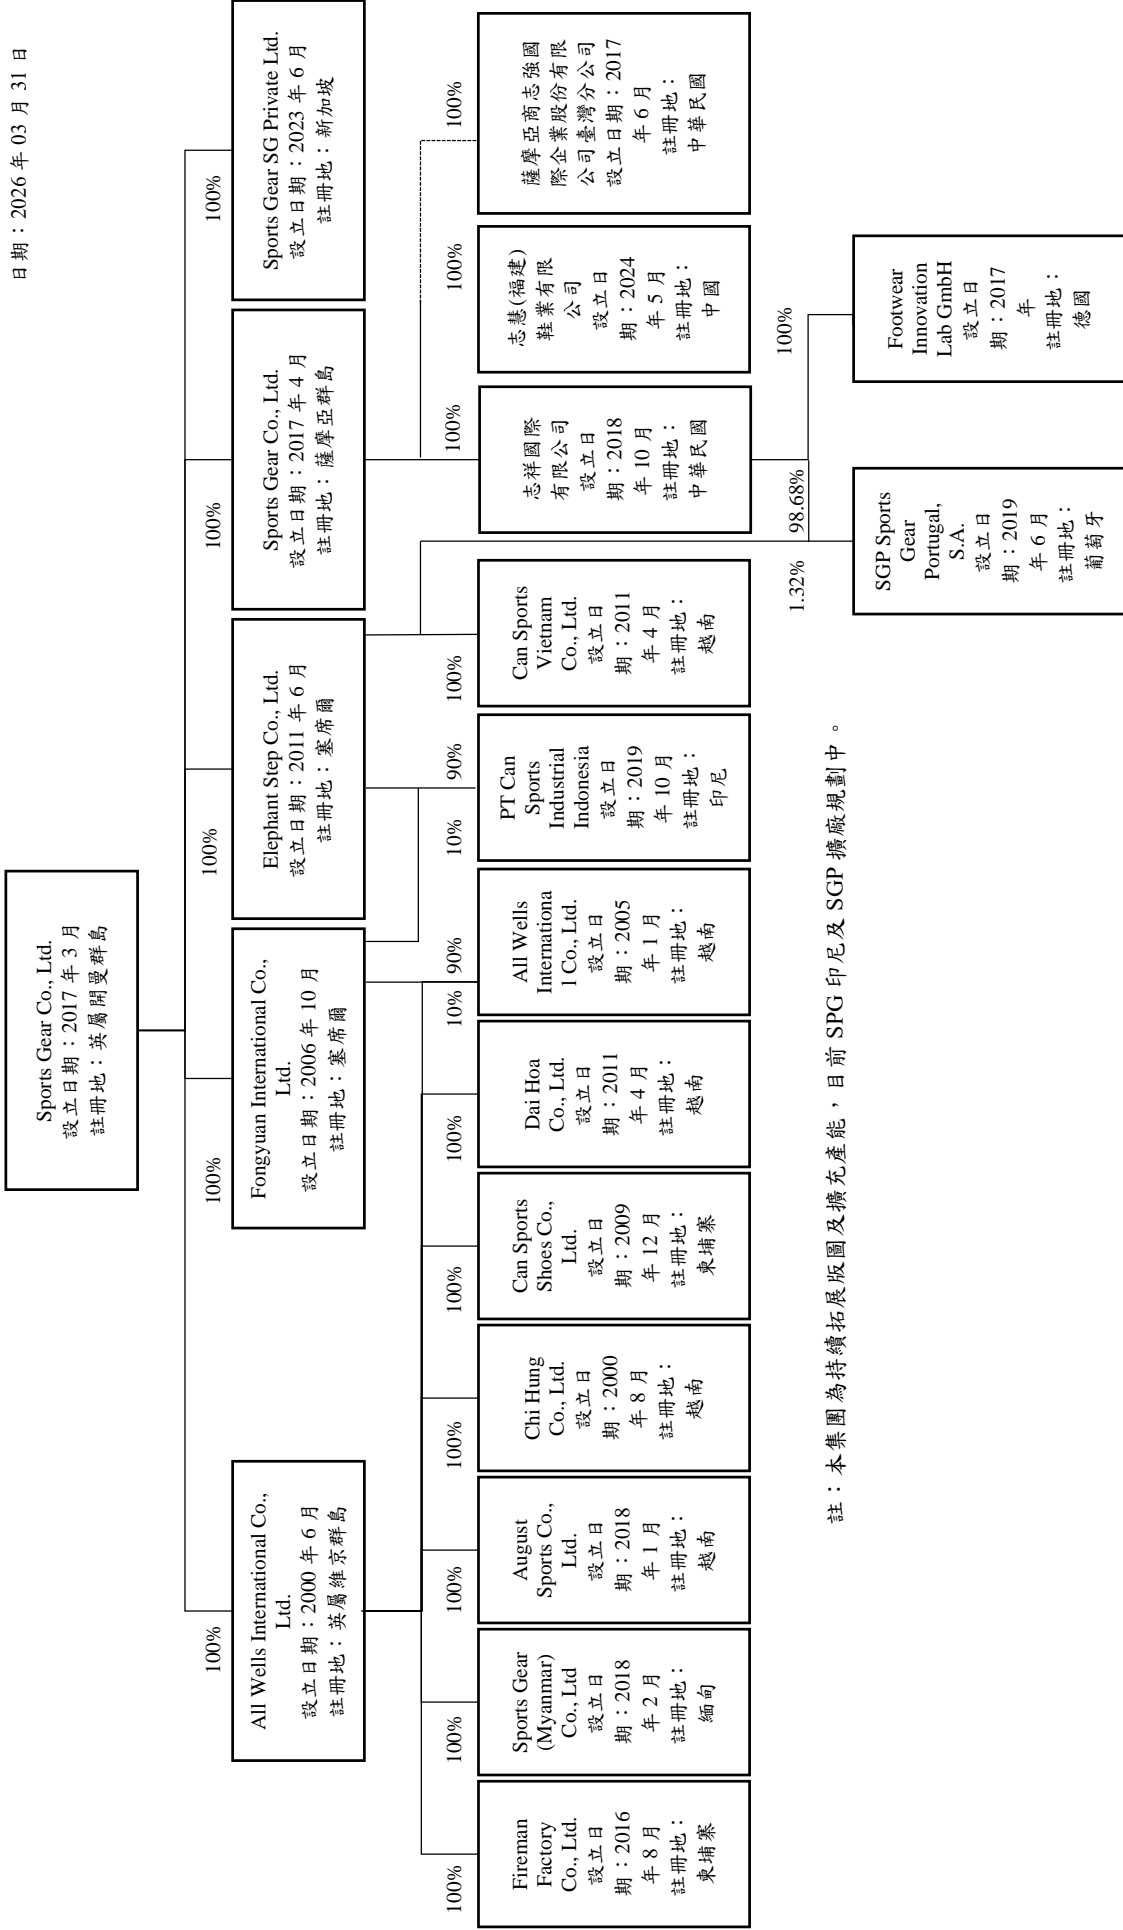 日期：2026 年 03 月 31 日
Sports Gear Co., Ltd.
設立日期：2017 年 3 月
註冊地：英屬開曼群島
100%
100%
100%
100%
100%
All Wells International Co.,
Ltd.
設立日期：2000 年 6 月
註冊地：英屬維京群島
Fongyuan International Co.,
Ltd.
設立日期：2006 年 10 月
註冊地：塞席爾
Elephant Step Co., Ltd.
設立日期：2011 年 6 月
註冊地：塞席爾
Sports Gear Co., Ltd.
設立日期：2017 年 4 月
註冊地：薩摩亞群島
Sports Gear SG Private Ltd.
設立日期：2023 年 6 月
註冊地：新加坡
100%
100%
100%
100%
100%
100%
10%
90%
10%
90%
100%
100%
100%
100%
Fireman
Factory
Co., Ltd.
設立日
期：2016
年 8 月
註冊地：
柬埔寨
Sports Gear
(Myanmar)
Co., Ltd
設立日
期：2018
年 2 月
註冊地：
緬甸
August
Sports Co.,
Ltd.
設立日
期：2018
年 1 月
註冊地：
越南
Chi Hung
Co., Ltd.
設立日
期：2000
年 8 月
註冊地：
越南
Can Sports
Shoes Co.,
Ltd.
設立日
期：2009
年 12 月
註冊地：
柬埔寨
Dai Hoa
Co., Ltd.
設立日
期：2011
年 4 月
註冊地：
越南
All Wells
Internationa
l Co., Ltd.
設立日
期：2005
年 1 月
註冊地：
越南
PT Can
Sports
Industrial
Indonesia
設立日
期：2019
年 10 月
註冊地：
印尼
Can Sports
Vietnam
Co., Ltd.
設立日
期：2011
年 4 月
註冊地：
越南
志祥國際
有限公司
設立日
期：2018
年 10 月
註冊地：
中華民國
志慧(福建)
鞋業有限
公司
設立日
期：2024
年 5 月
註冊地：
中國
薩摩亞商志強國
際企業股份有限
公司臺灣分公司
設立日期：2017
年 6 月
註冊地：
中華民國
1.32%
98.68%
100%
SGP Sports
Gear
Portugal,
S.A.
設立日
期：2019
年 6 月
註冊地：
葡萄牙
Footwear
Innovation
Lab GmbH
設立日
期：2017
年
註冊地：
德國
註：本集團為持續拓展版圖及擴充產能，目前 SPG 印尼及 SGP 擴廠規劃中。